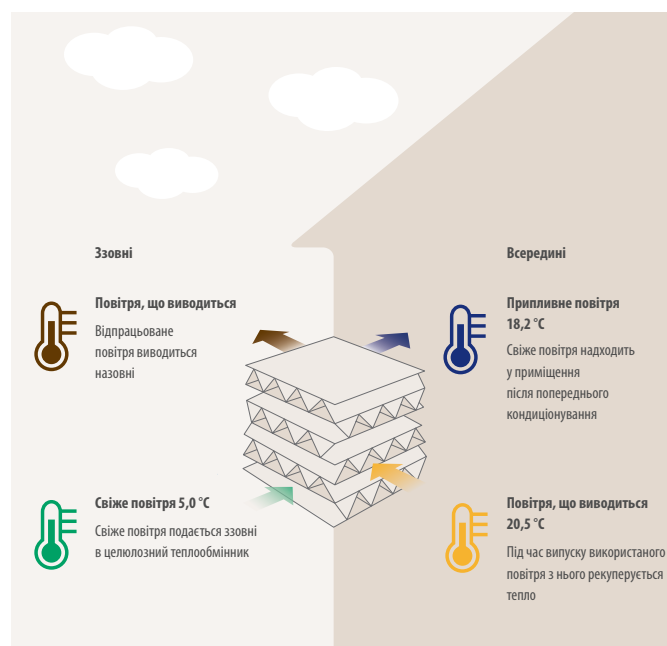 Ззовні
Повітря, що виводиться
Відпрацьоване
повітря виводиться
назовні
Свіже повітря 5,0 °C
Свіже повітря подається ззовні
в целюлозний теплообмінник
Всередині
Припливне повітря
18,2 °C
Свіже повітря надходить
у приміщення
після попереднього
кондиціонування
Повітря, що виводиться
20,5 °C
Під час випуску використаного
повітря з нього рекуперується
тепло